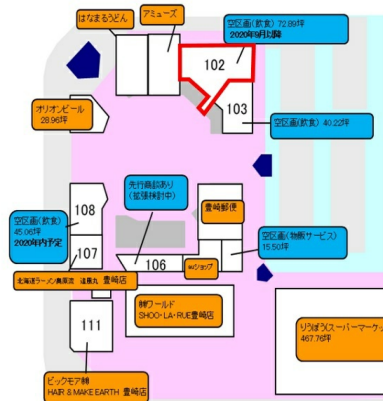 はなまるうどん
アミューズ
空区画(飲食) 72.89坪
2020年9月以降
102
103
オリオンビール
28.96坪
空区画(飲食) 40.22坪
先行商談あり
(拡張検討中)
108
豊崎郵便
空区画(飲食)
45.06坪
2020年内予定
107
106
auショップ
空区画(物販サービス)
15.50坪
北海道ラーメン奥原流 追風丸 豊崎店
㈱ワールド
SHOO・LA・RUE豊崎店
111
りうぼう(スーパーマーケッ
467.76坪
ビックモア㈱
HAIR & MAKE EARTH 豊崎店